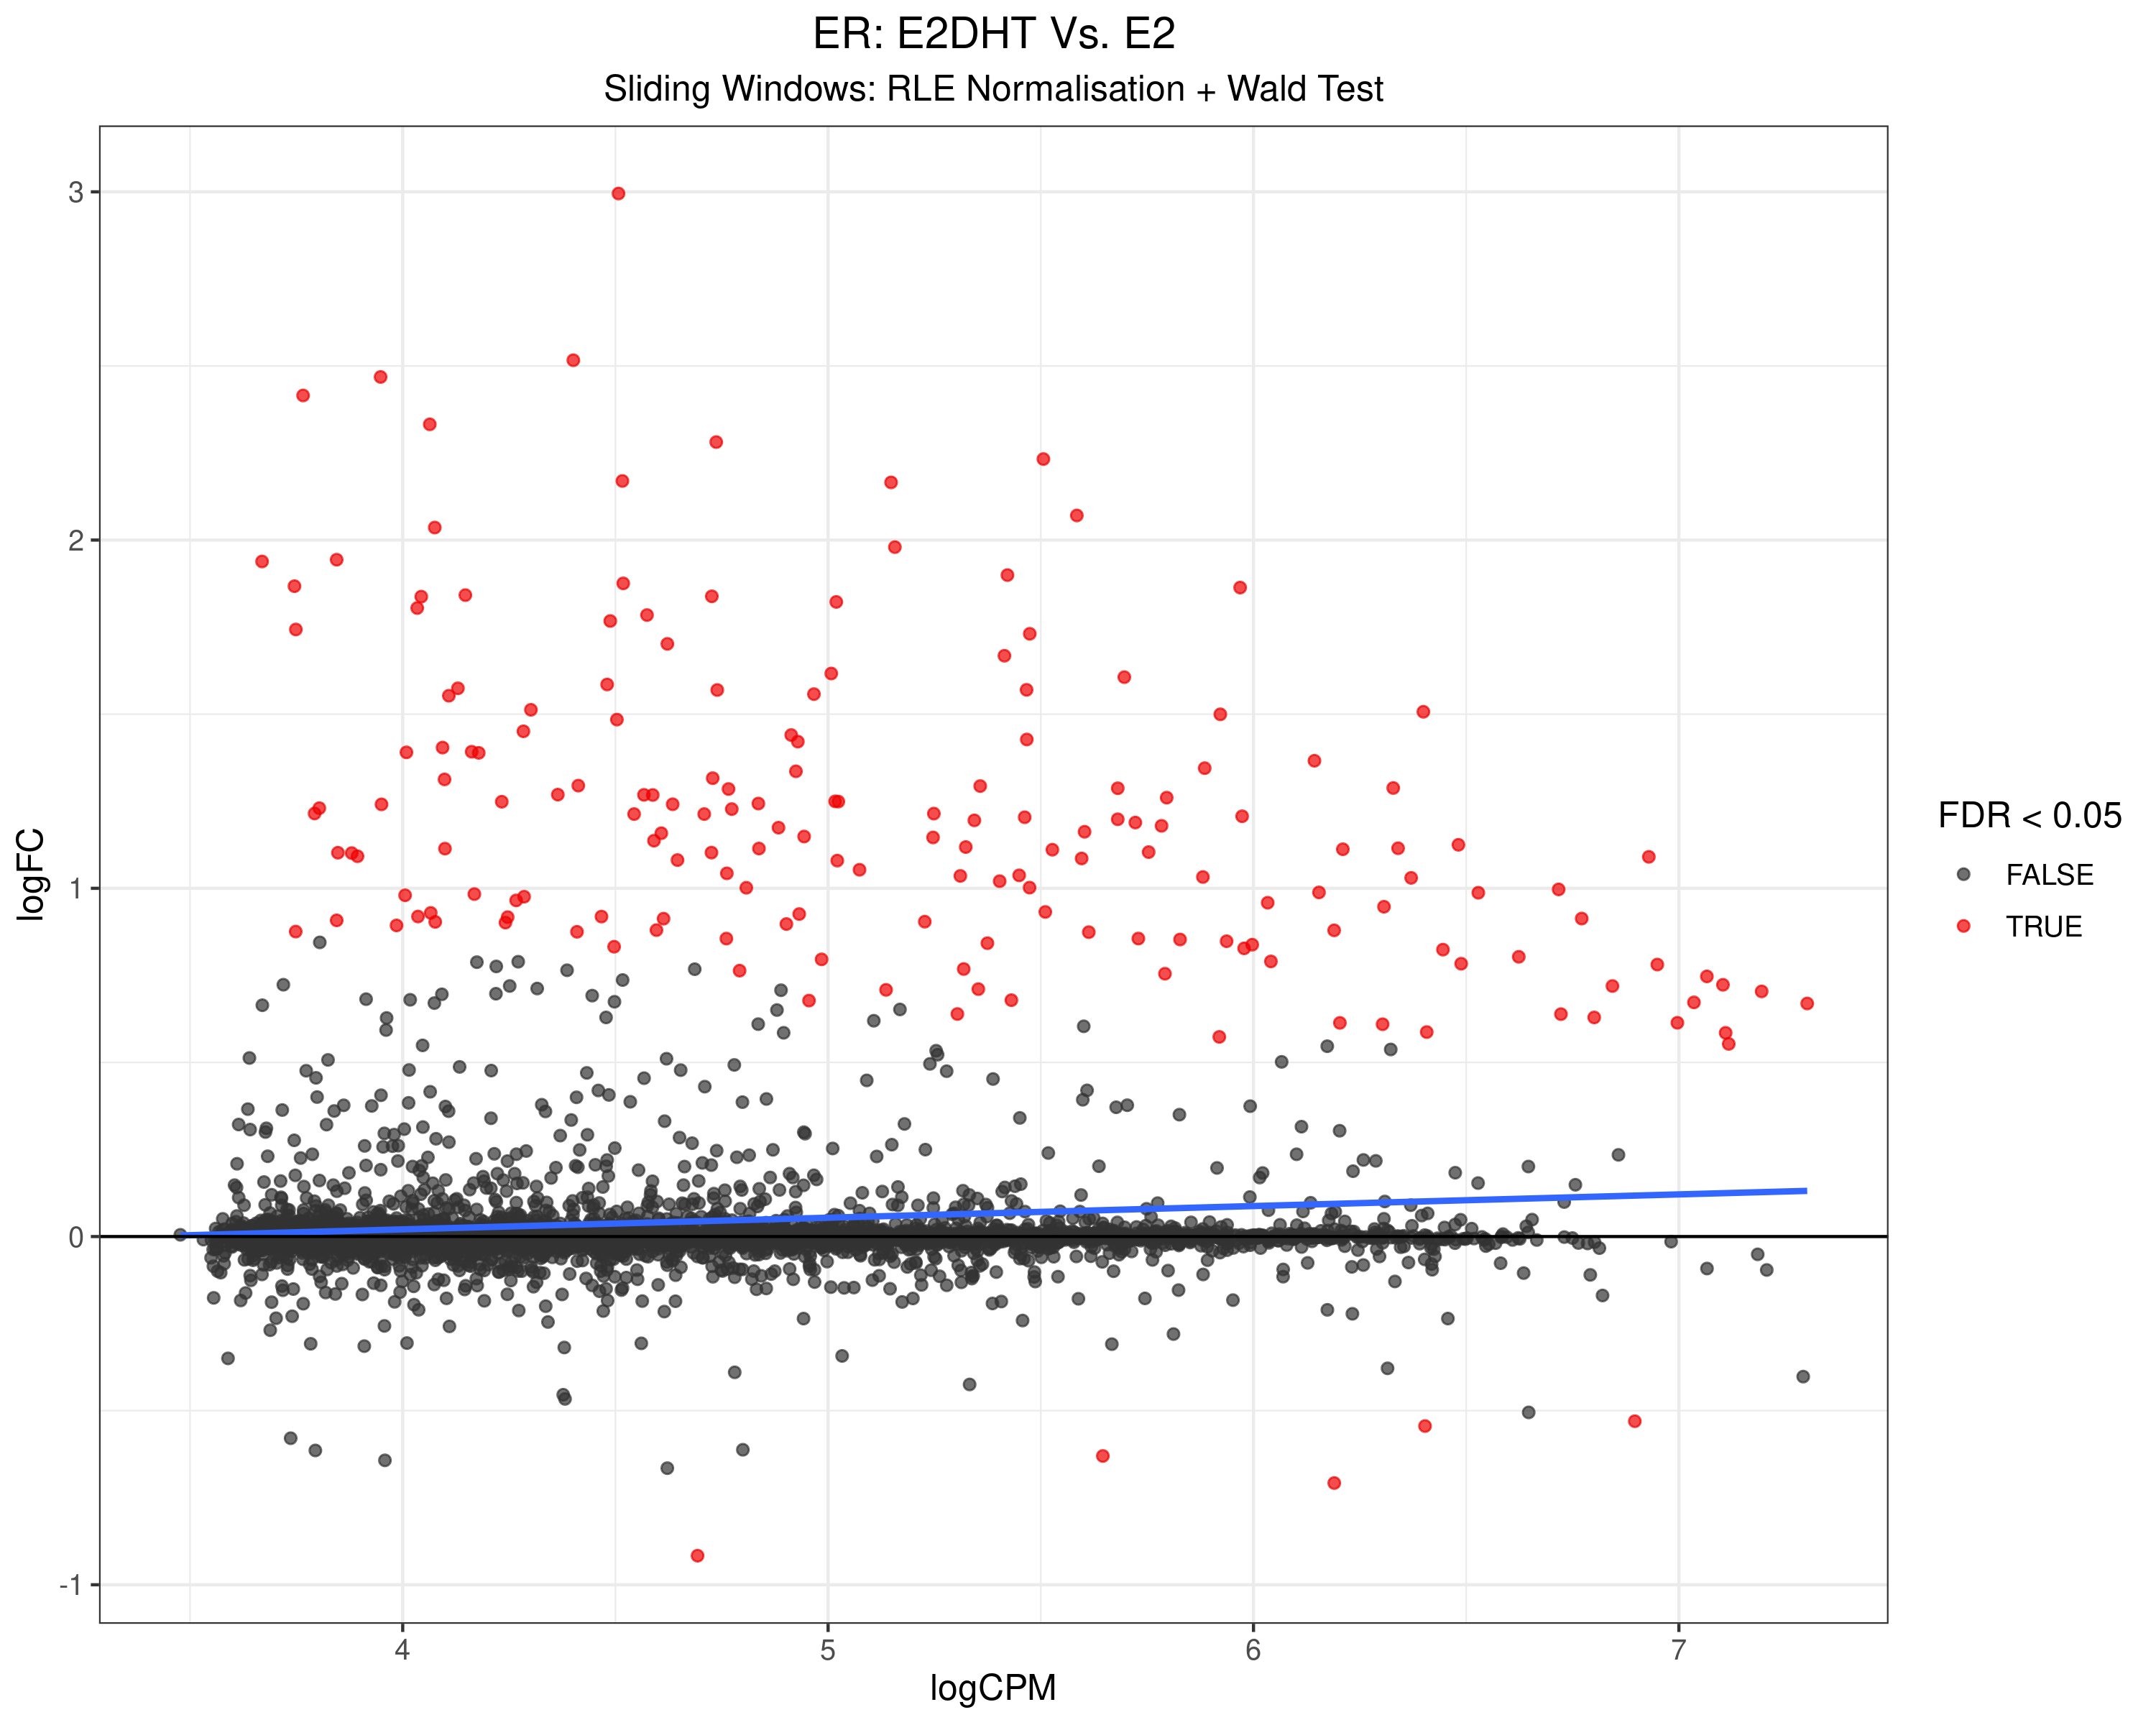 ER: E2DHT Vs. E2
Sliding Windows: RLE Normalisation + Wald Test
3
2
1
0
-1
logFC
4
5
6
7
logCPM
FDR < 0.05
FALSE
TRUE